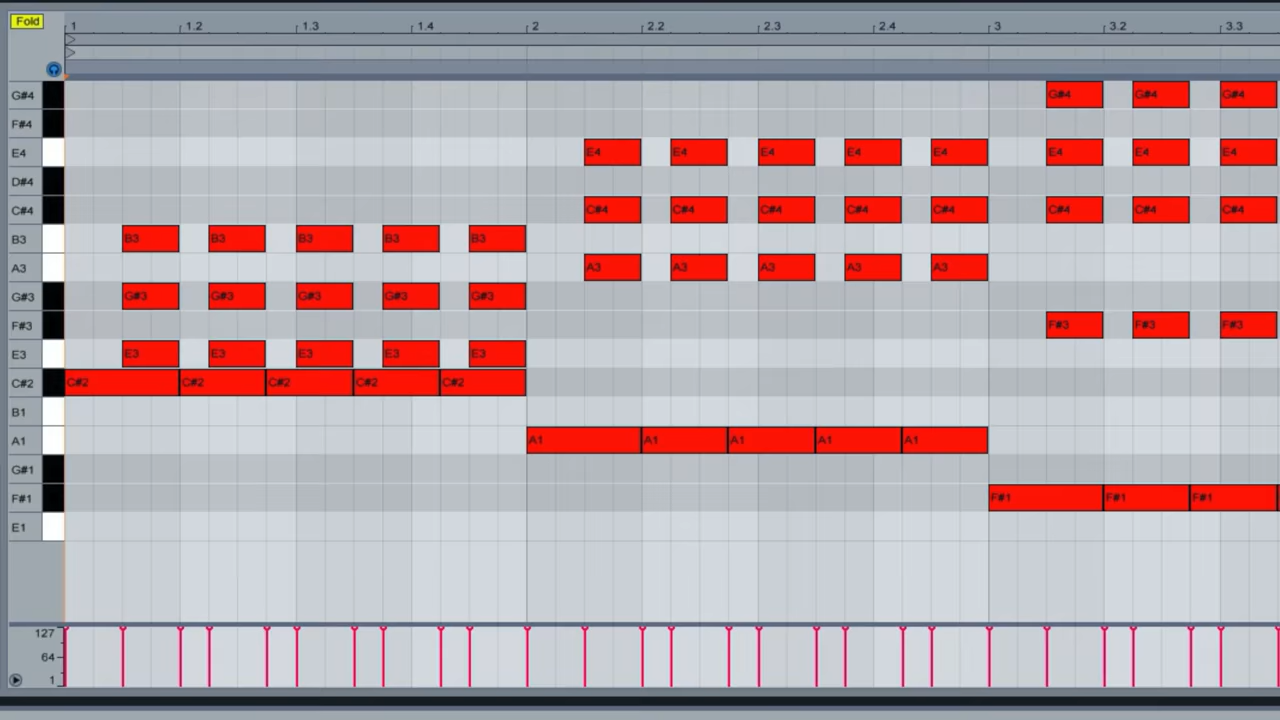 Fold 1 1.2 1.3 1.4 2 2.2 2.3 2.4 3 3.2 3.3
G#4 G#4 G#4 G#4
F#4
E4 E4 E4 E4 E4 E4 E4 E4 E4
D#4
C#4 C#4 C#4 C#4 C#4 C#4 C#4 C#4 C#4
B3 B3 B3 B3 B3 B3
A3 A3 A3 A3 A3 A3
G#3 G#3 G#3 G#3 G#3 G#3
F#3 F#3 F#3 F#3
E3 E3 E3 E3 E3 E3
C#2 C#2 C#2 C#2 C#2 C#2
B1
A1 A1 A1 A1 A1 A1
G#1
F#1 F#1 F#1 F#1
E1
127
64
1